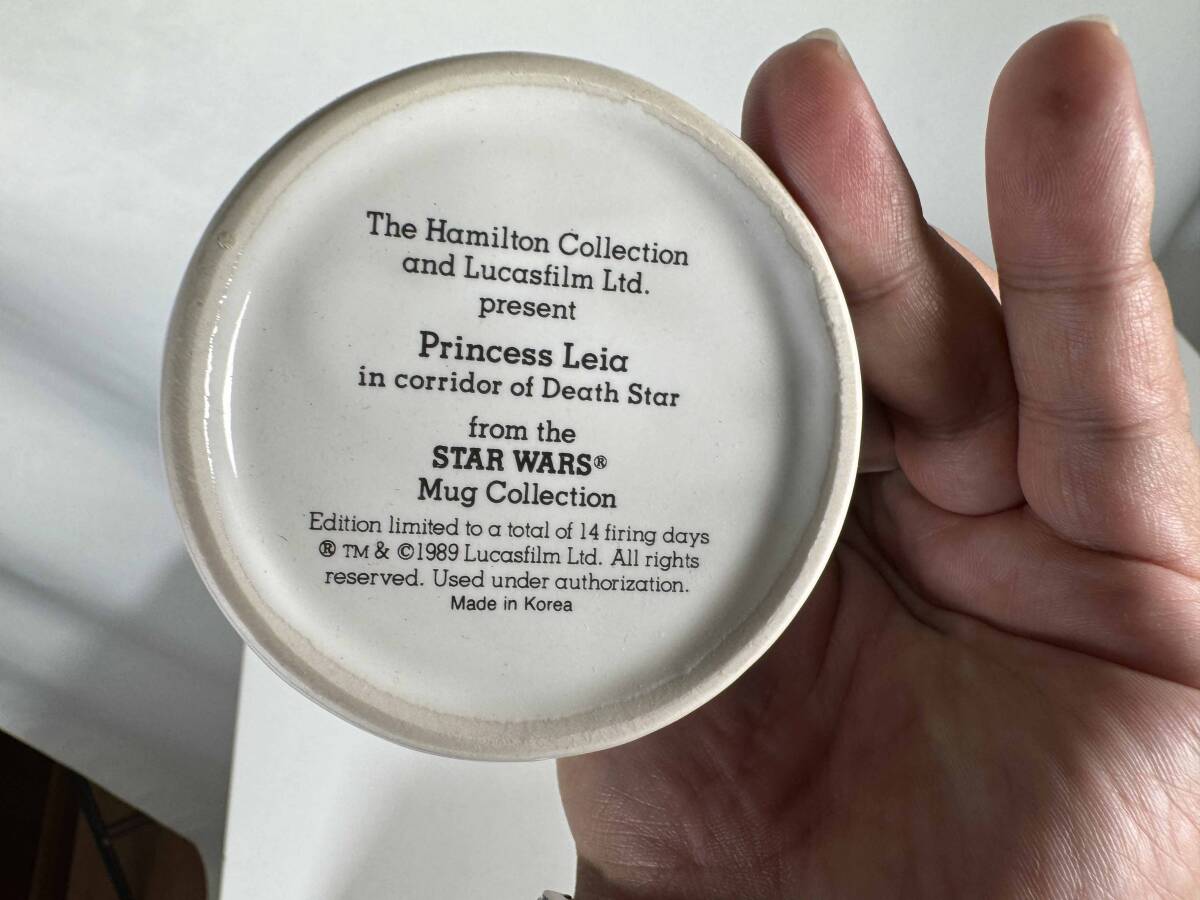 The Hamilton Collection
and Lucasfilm Ltd.
present
Princess Leia
in corridor of Death Star
from the
STAR WARS®
Mug Collection
Edition limited to a total of 14 firing days
® TM & ©1989 Lucasfilm Ltd. All rights
reserved. Used under authorization.
Made in Korea